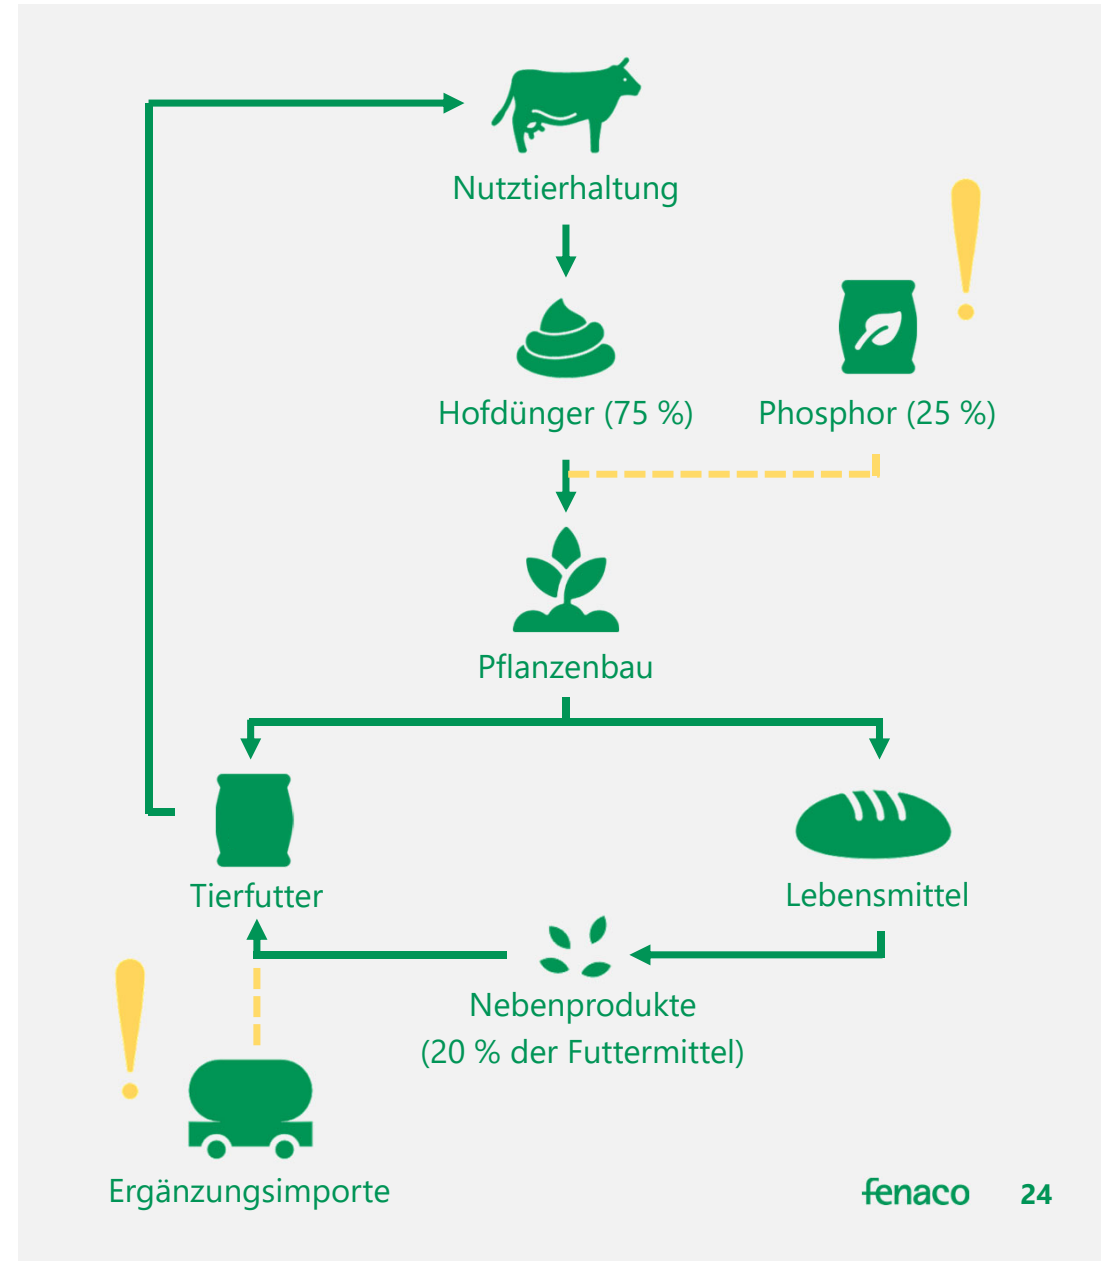 Nutztierhaltung
Hofdünger (75 %)
Phosphor (25 %)
Pflanzenbau
Tierfutter
Lebensmittel
Nebenprodukte
(20 % der Futtermittel)
Ergänzungsimporte
fenaco
24